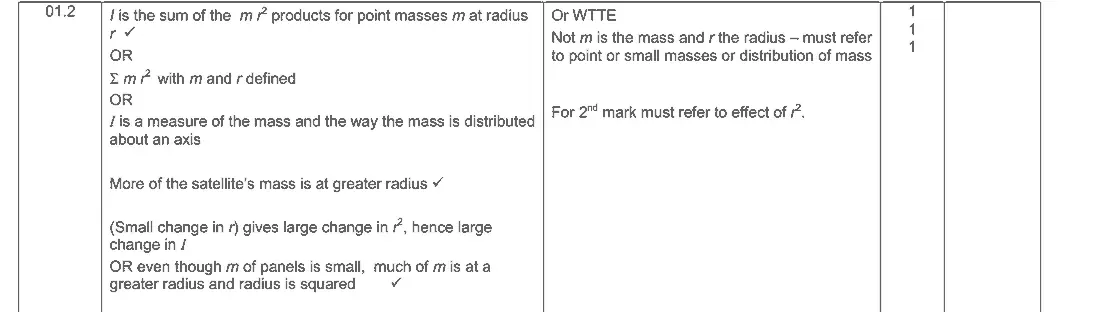 01.2
I is the sum of the m r² products for point masses m at radius
r ✓
OR
Σ m r² with m and r defined
OR
I is a measure of the mass and the way the mass is distributed
about an axis
More of the satellite's mass is at greater radius ✓
(Small change in r) gives large change in r², hence large
change in I
OR even though m of panels is small, much of m is at a
greater radius and radius is squared ✓
Or WTTE
Not m is the mass and r the radius – must refer
to point or small masses or distribution of mass
For 2nd mark must refer to effect of r².
1
1
1